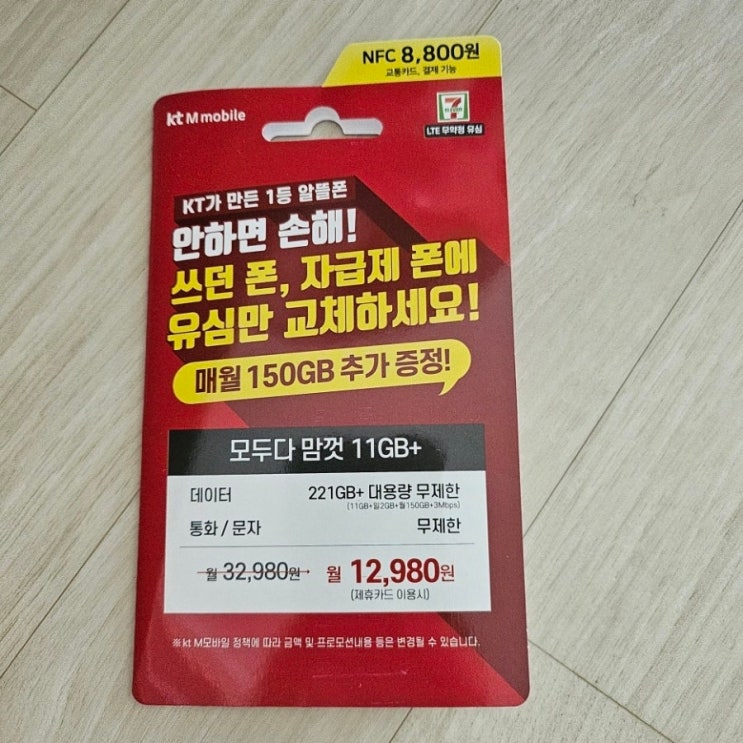 NFC 8,800원
교통카드, 결제 가능
kt M mobile
7
ELEVEN
LTE 무약정 유심
KT가 만든 1등 알뜰폰
안하면 손해!
쓰던 폰, 자급제 폰에
유심만 교체하세요!
매월 150GB 추가 증정!
모두다 맘껏 11GB+
데이터 221GB+ 대용량 무제한
(11GB+일2GB+월150GB+3Mbps)
통화 / 문자 무제한
월 32,980원→ 월 12,980원
(제휴카드 이용시)
※kt M모바일 정책에 따라 금액 및 프로모션내용 등은 변경될 수 있습니다.